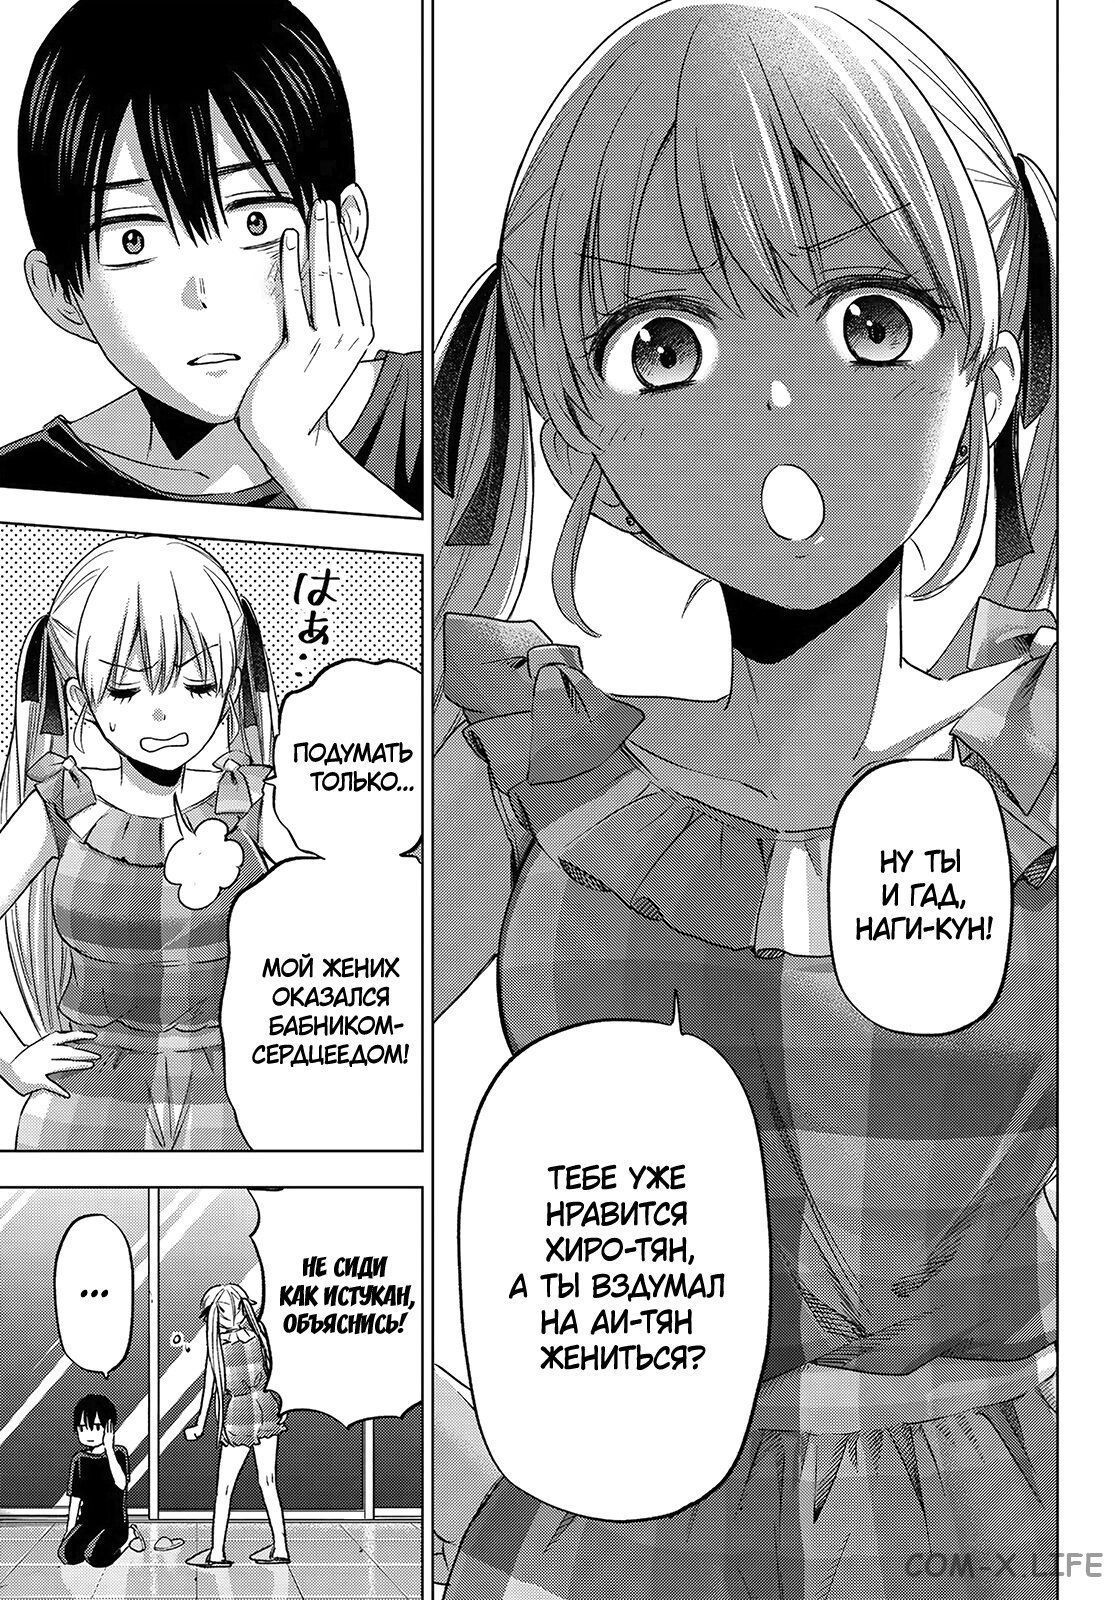 НУ ТЫ
И ГАД,
НАГИ-КУН!
ТЕБЕ УЖЕ
НРАВИТСЯ
ХИРО-ТЯН,
А ТЫ ВЗДУМАЛ
НА АИ-ТЯН
ЖЕНИТЬСЯ?
はぁ..
ПОДУМАТЬ
ТОЛЬКО...
МОЙ ЖЕНИХ
ОКАЗАЛСЯ
БАБНИКОМ-
СЕРДЦЕЕДОМ!
НЕ СИДИ
КАК ИСТУКАН,
ОБЪЯСНИСЬ!
...
COM-X.LIFE